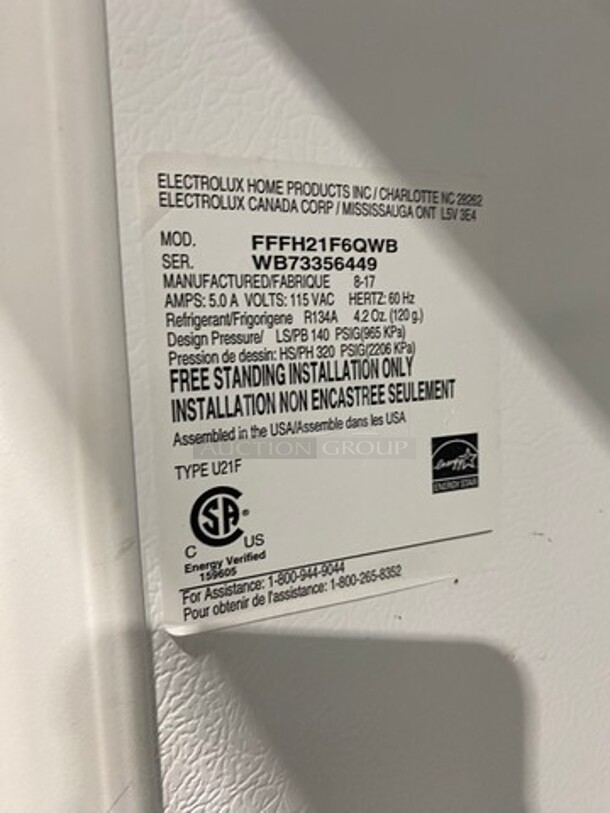 ELECTROLUX HOME PRODUCTS INC / CHARLOTTE NC 28262
ELECTROLUX CANADA CORP / MISSISSAUGA ONT L5V 3E4
MOD. FFFH21F6QWB
SER. WB73356449
MANUFACTURED/FABRIQUE 8-17
AMPS: 5.0 A VOLTS: 115 VAC HERTZ: 60 Hz
Refrigerant/Frigorigene R134A 4.2 Oz. (120 g.)
Design Pressure/ LS/PB 140 PSIG(965 KPa)
Pression de dessin: HS/PH 320 PSIG(2206 KPa)
FREE STANDING INSTALLATION ONLY
INSTALLATION NON ENCASTREE SEULEMENT
Assembled in the USA/Assemble dans les USA
AUCTION GROUP
TYPE U21F
energy
ENERGY STAR
CSA ®
C US
Energy Verified
159605
For Assistance: 1-800-944-9044
Pour obtenir de l'assistance: 1-800-265-8352